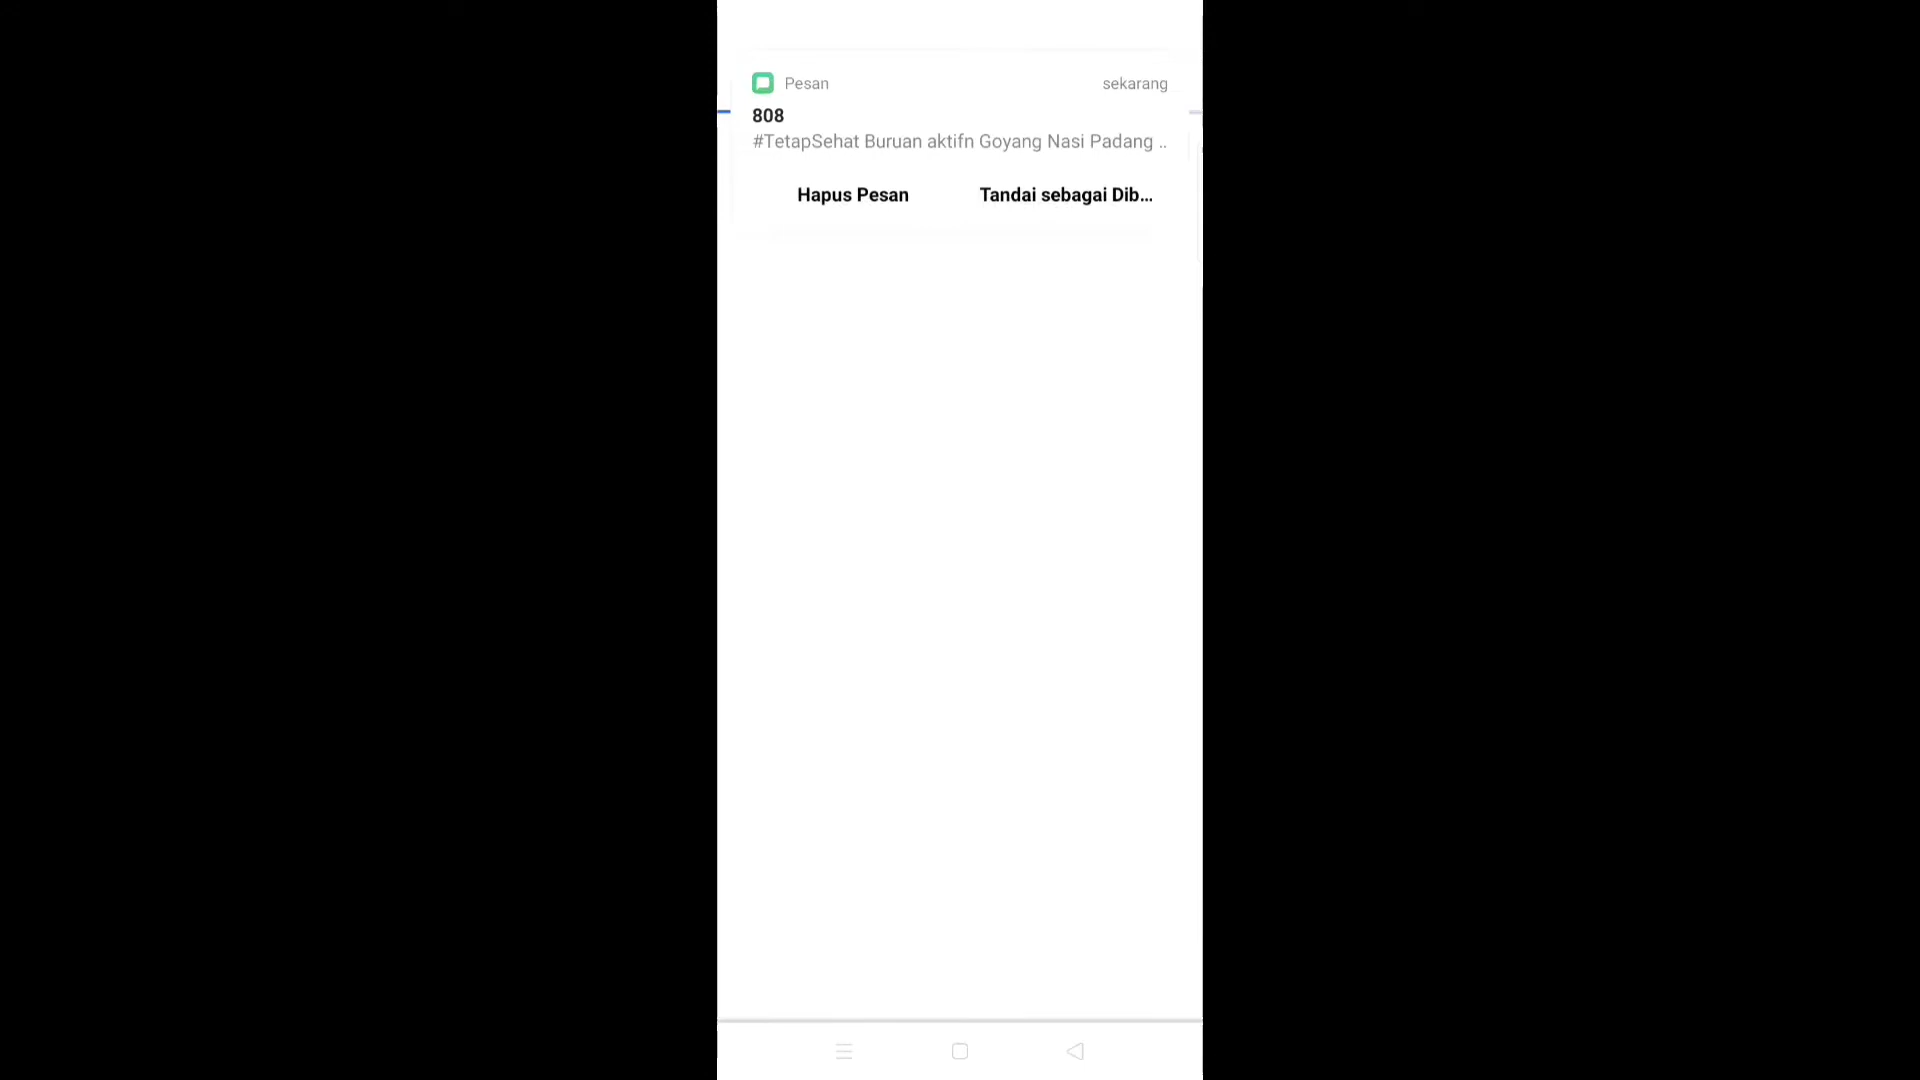 Pesan sekarang
808
#TetapSehat Buruan aktifn Goyang Nasi Padang ..
Hapus Pesan Tandai sebagai Dib...